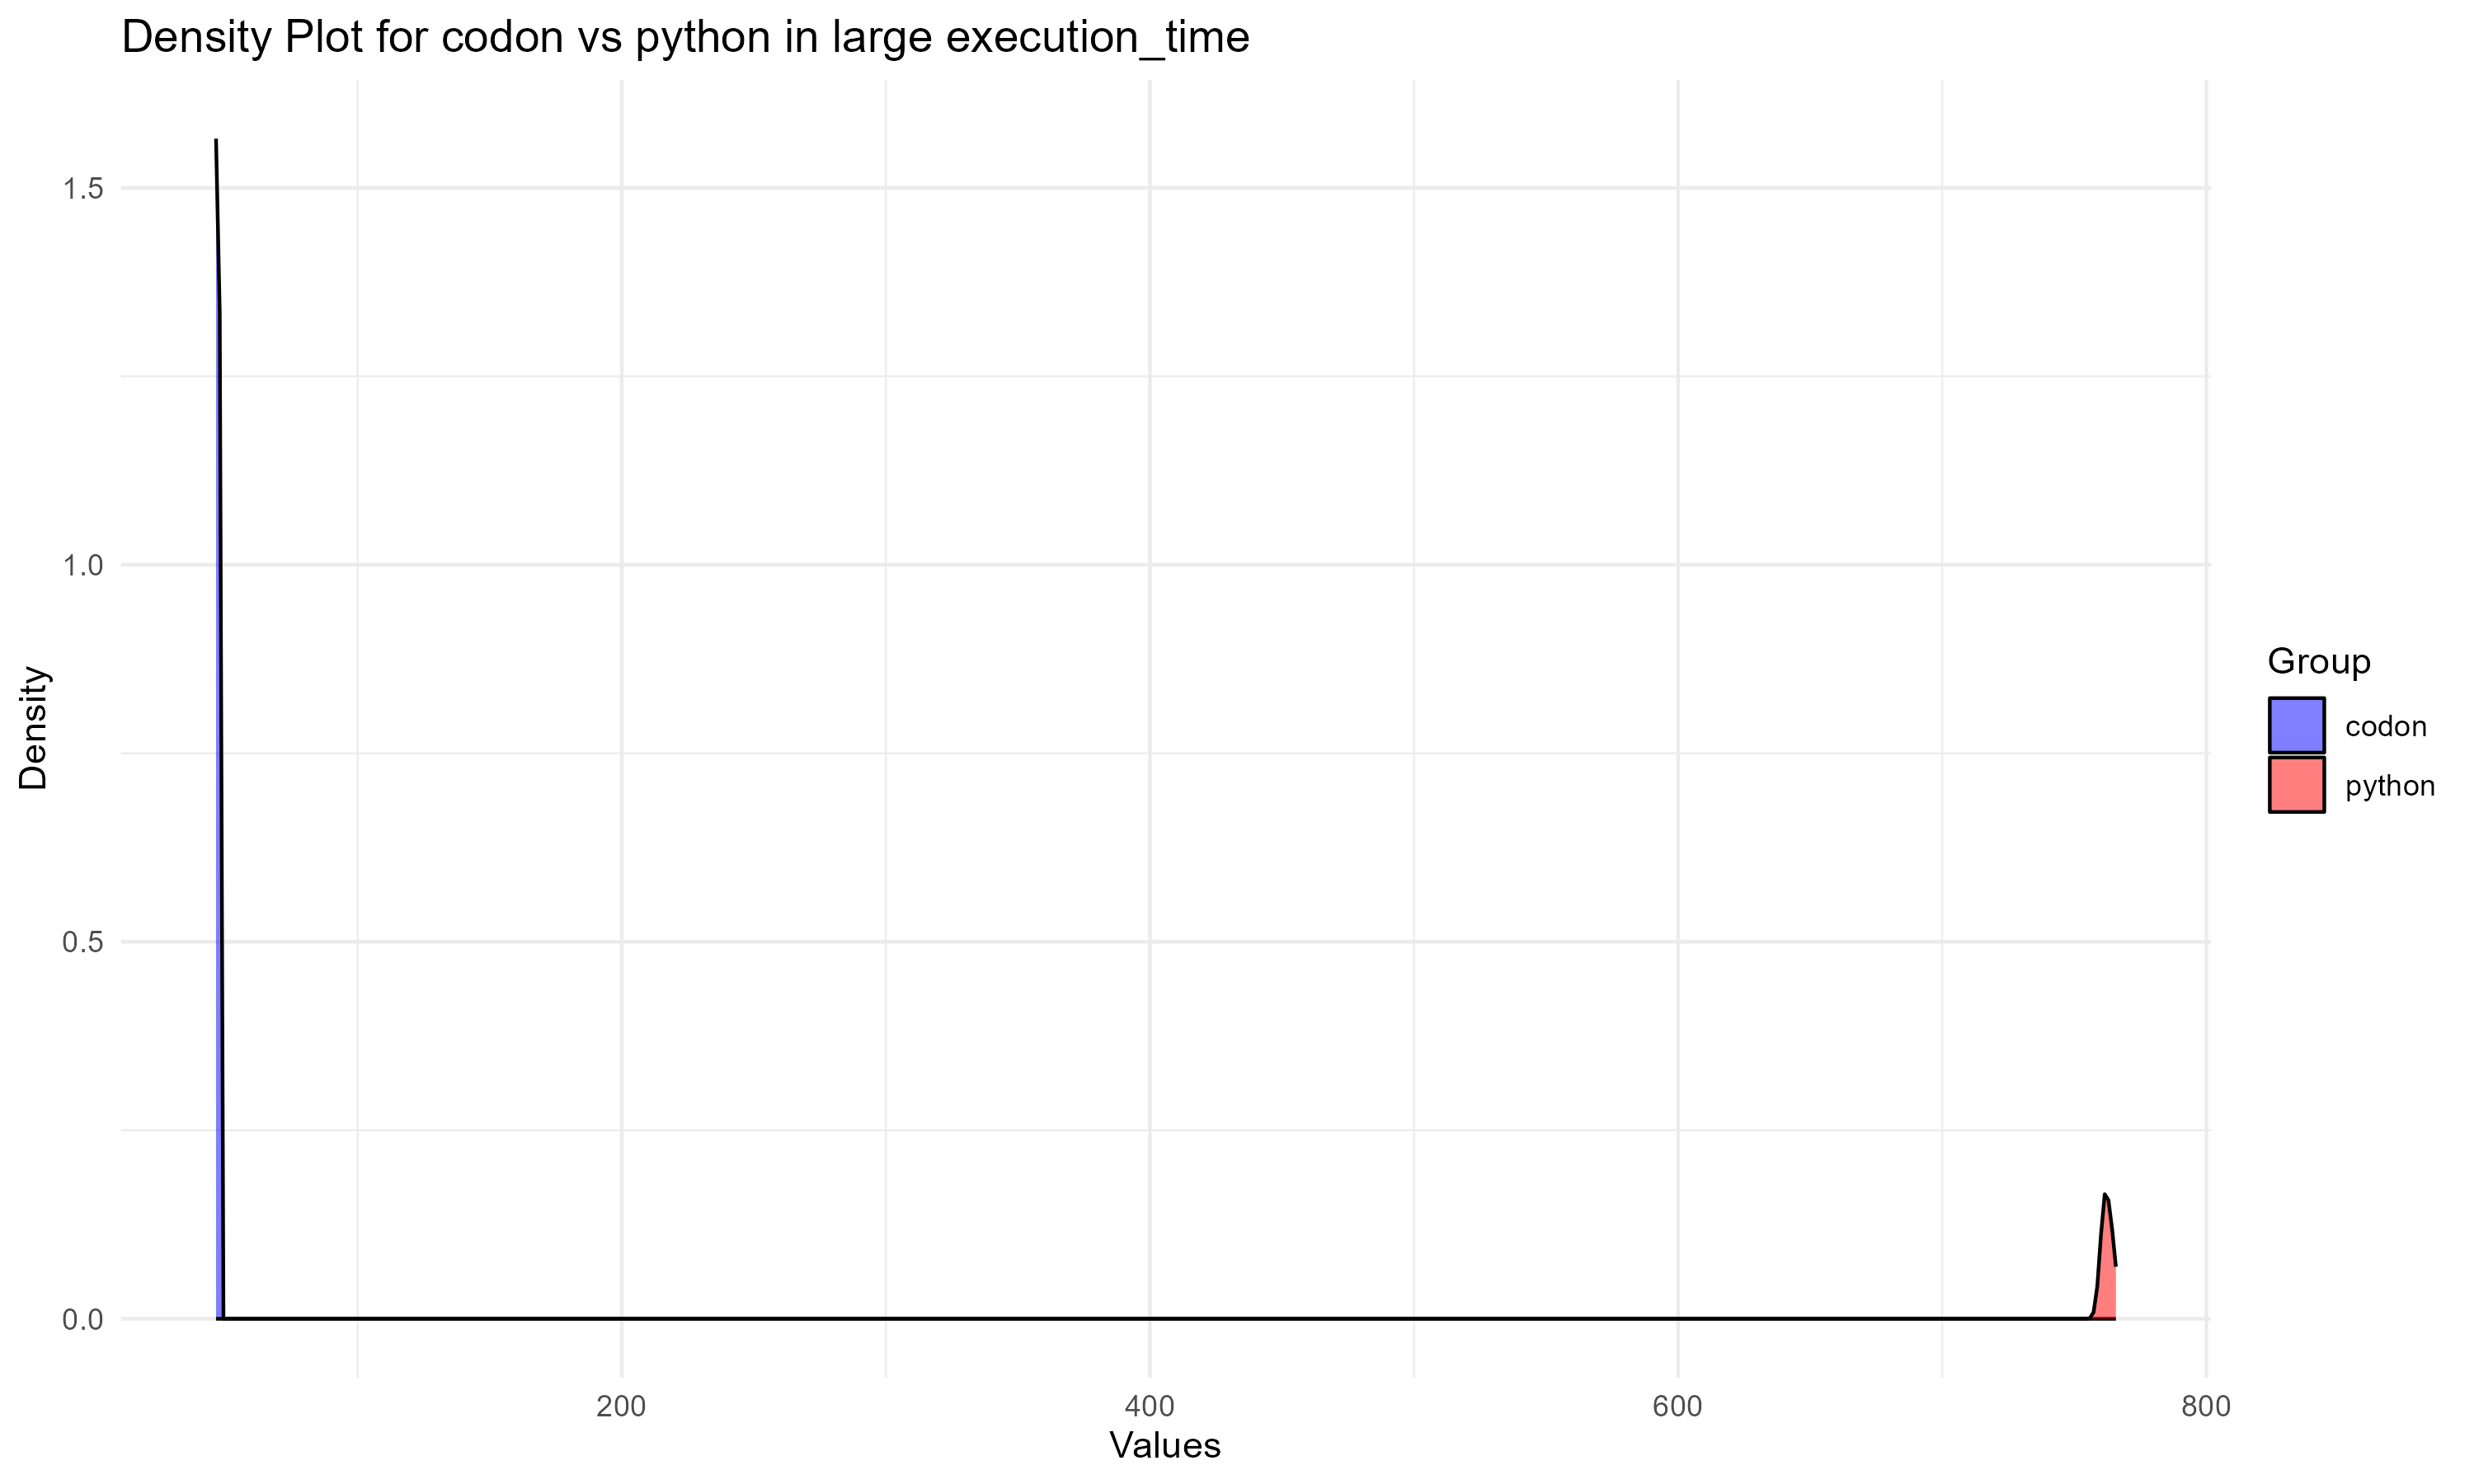 Density Plot for codon vs python in large execution_time
1.5
1.0
0.5
0.0
Density
200
400
600
800
Values
Group
codon
python